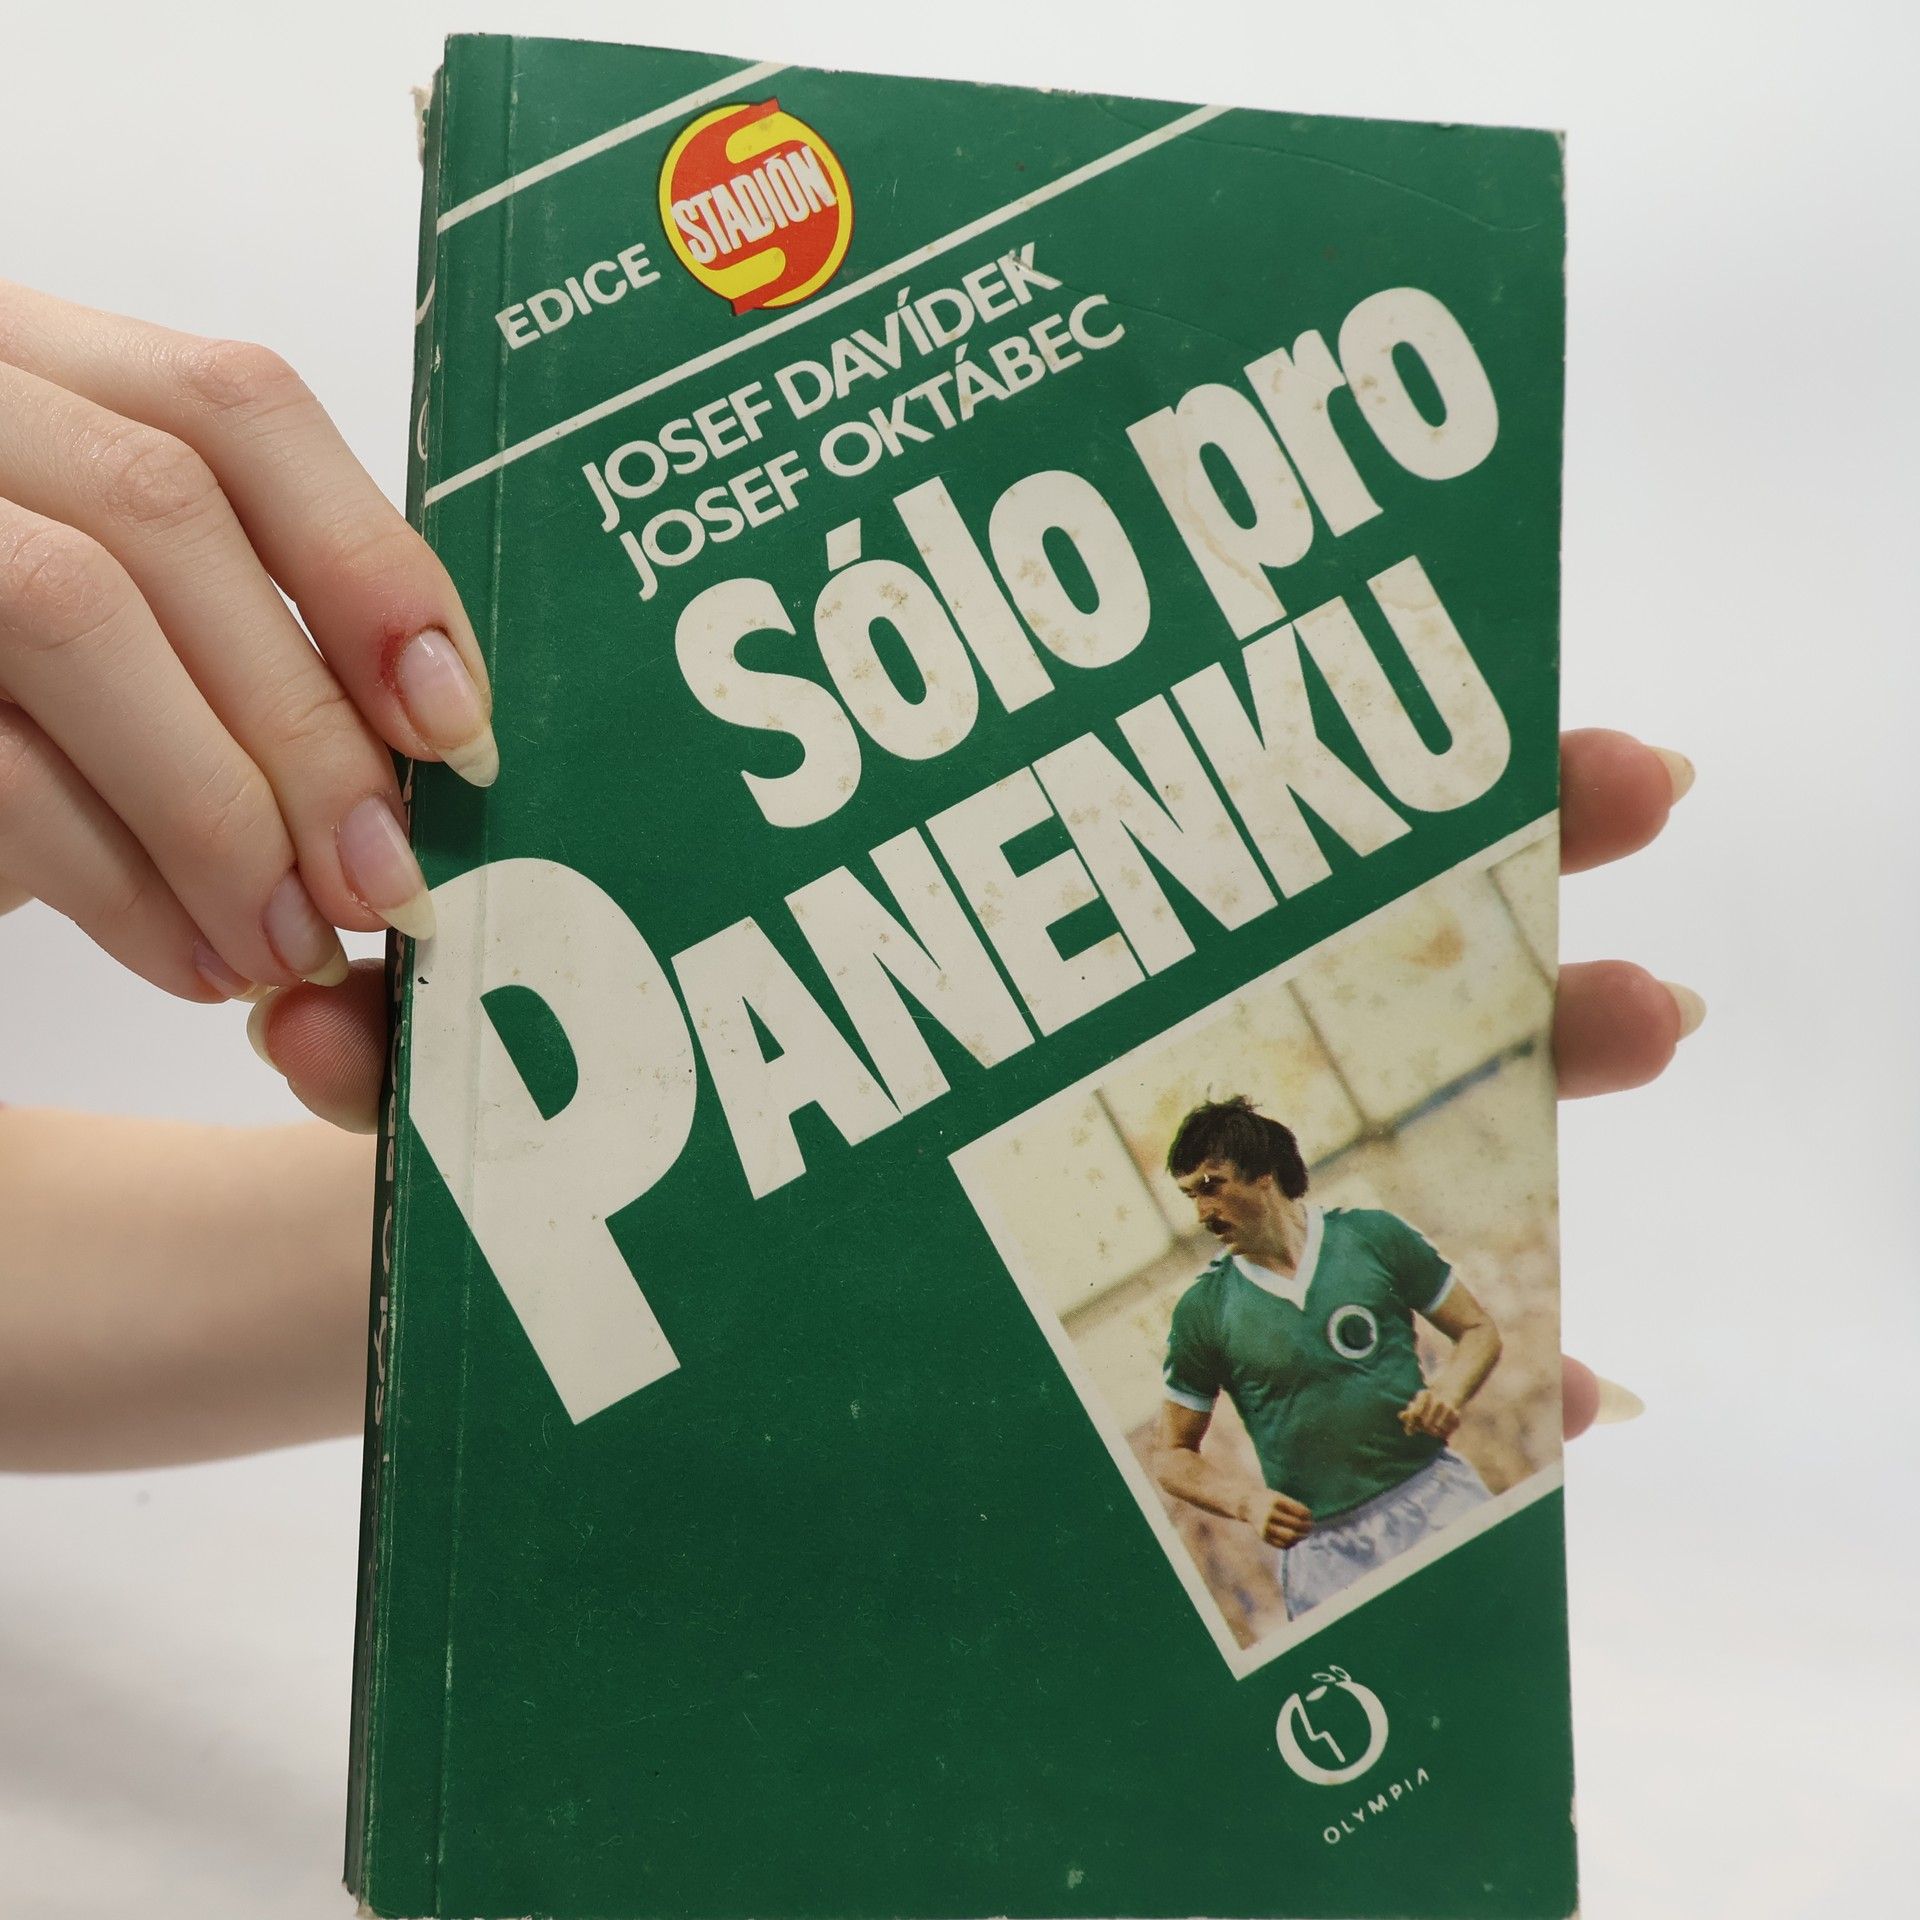 EDICE STADIÓN
JOSEF DAVÍDEK
JOSEF OKTÁBEC
Sólo pro
PANENKU
OLYMPIA